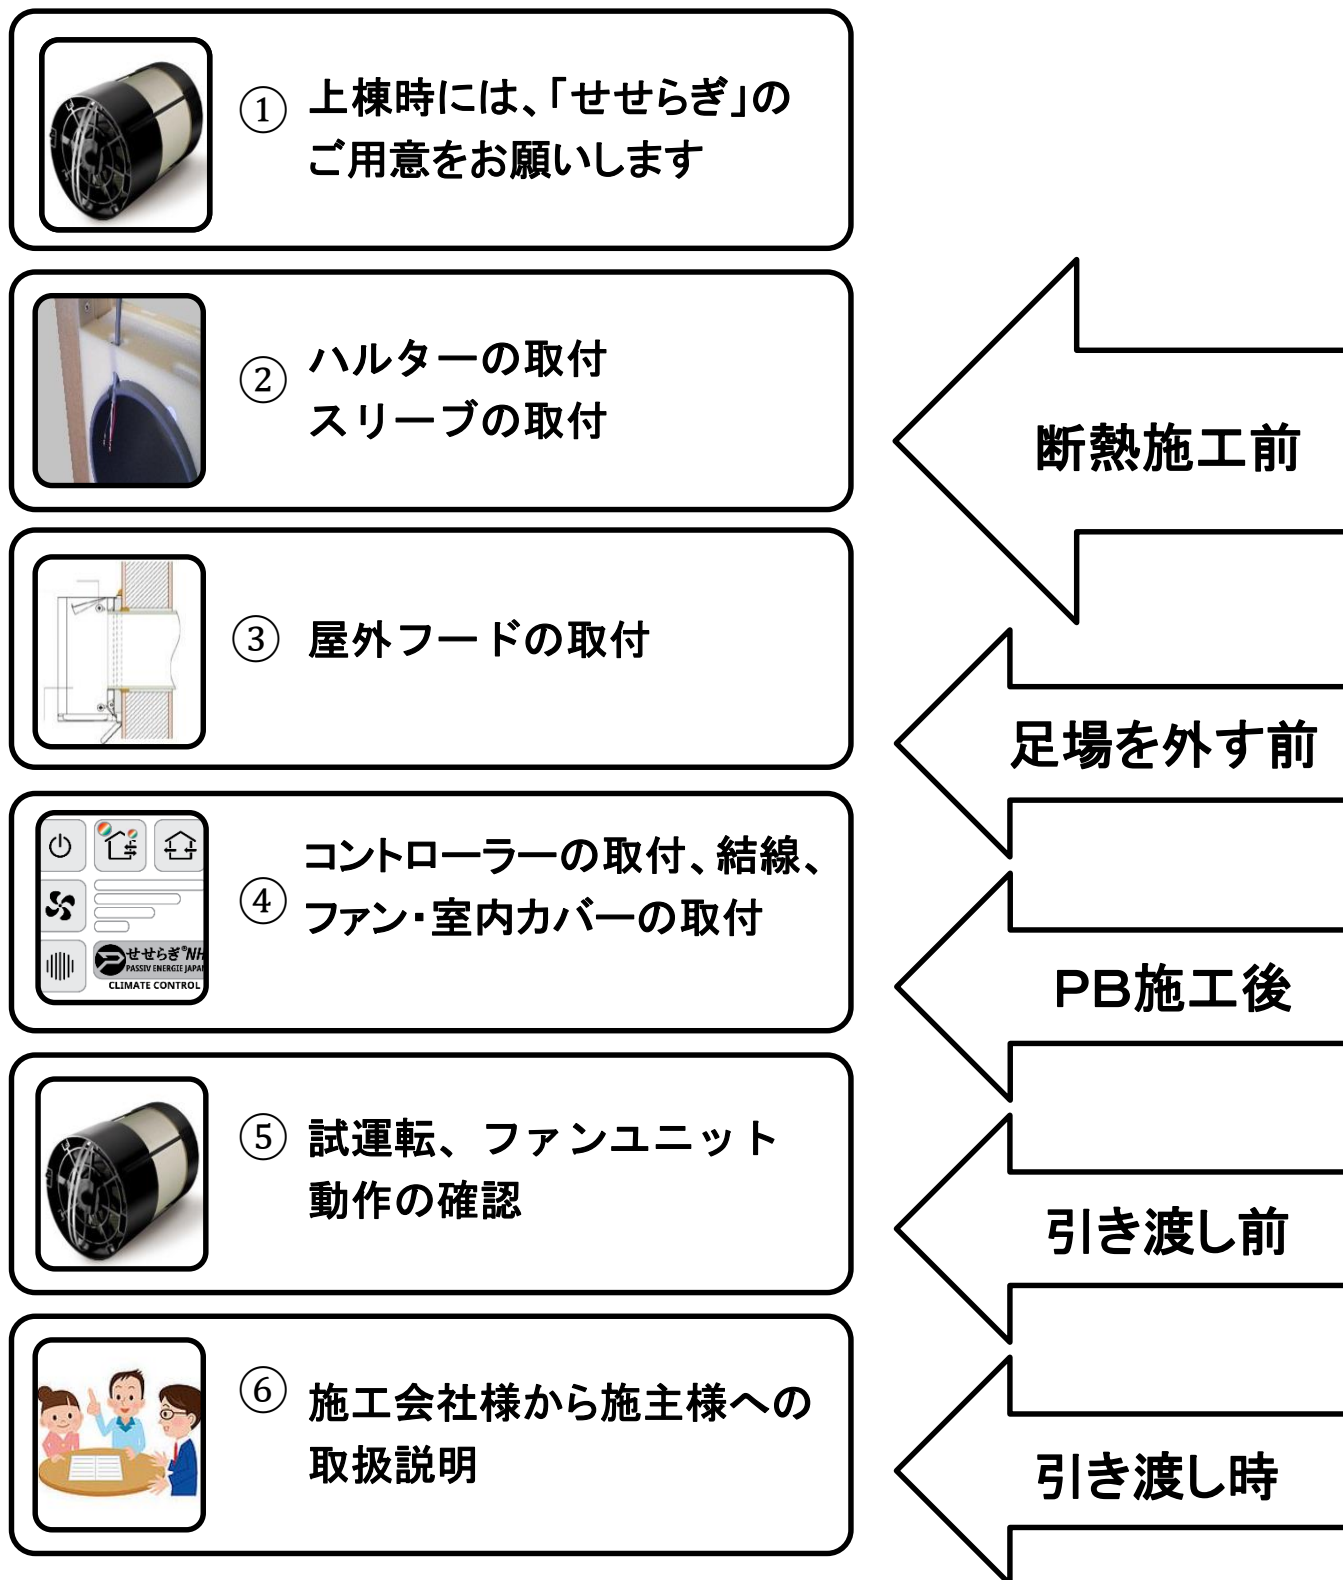 ① 上棟時には、「せせらぎ」の
ご用意をお願いします
② ハルターの取付
スリーブの取付
断熱施工前
③ 屋外フードの取付
足場を外す前
④ コントローラーの取付、結線、
ファン・室内カバーの取付
せせらぎ®NH
PASSIV ENERGIE JAPA
CLIMATE CONTROL
PB施工後
⑤ 試運転、ファンユニット
動作の確認
引き渡し前
⑥ 施工会社様から施主様への
取扱説明
引き渡し時